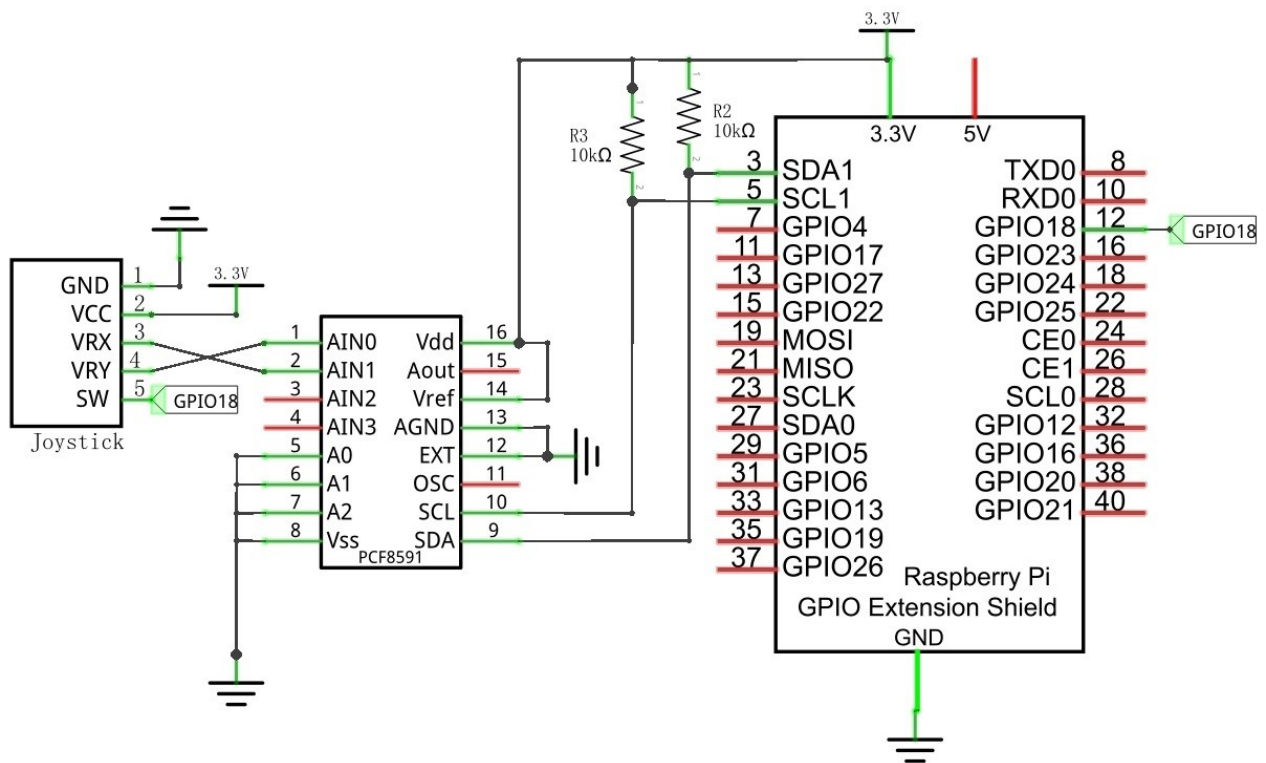 3.3V
R3
10kΩ
1
2
R2
10kΩ
1
2
3.3V 5V
3 SDA1 TXD0 8
5 SCL1 RXD0 10
7 GPIO4 GPIO18 12 GPIO18
11 GPIO17 GPIO23 16
13 GPIO27 GPIO24 18
15 GPIO22 GPIO25 22
19 MOSI CE0 24
21 MISO CE1 26
23 SCLK SCL0 28
27 SDA0 GPIO12 32
29 GPIO5 GPIO16 36
31 GPIO6 GPIO20 38
33 GPIO13 GPIO21 40
35 GPIO19
37 GPIO26
Raspberry Pi
GPIO Extension Shield
GND
3.3V
GND 1
VCC 2
VRX 3
VRY 4
SW 5 GPIO18
Joystick
1 AIN0 Vdd 16
2 AIN1 Aout 15
3 AIN2 Vref 14
4 AIN3 AGND 13
5 A0 EXT 12
6 A1 OSC 11
7 A2 SCL 10
8 Vss SDA 9
PCF8591